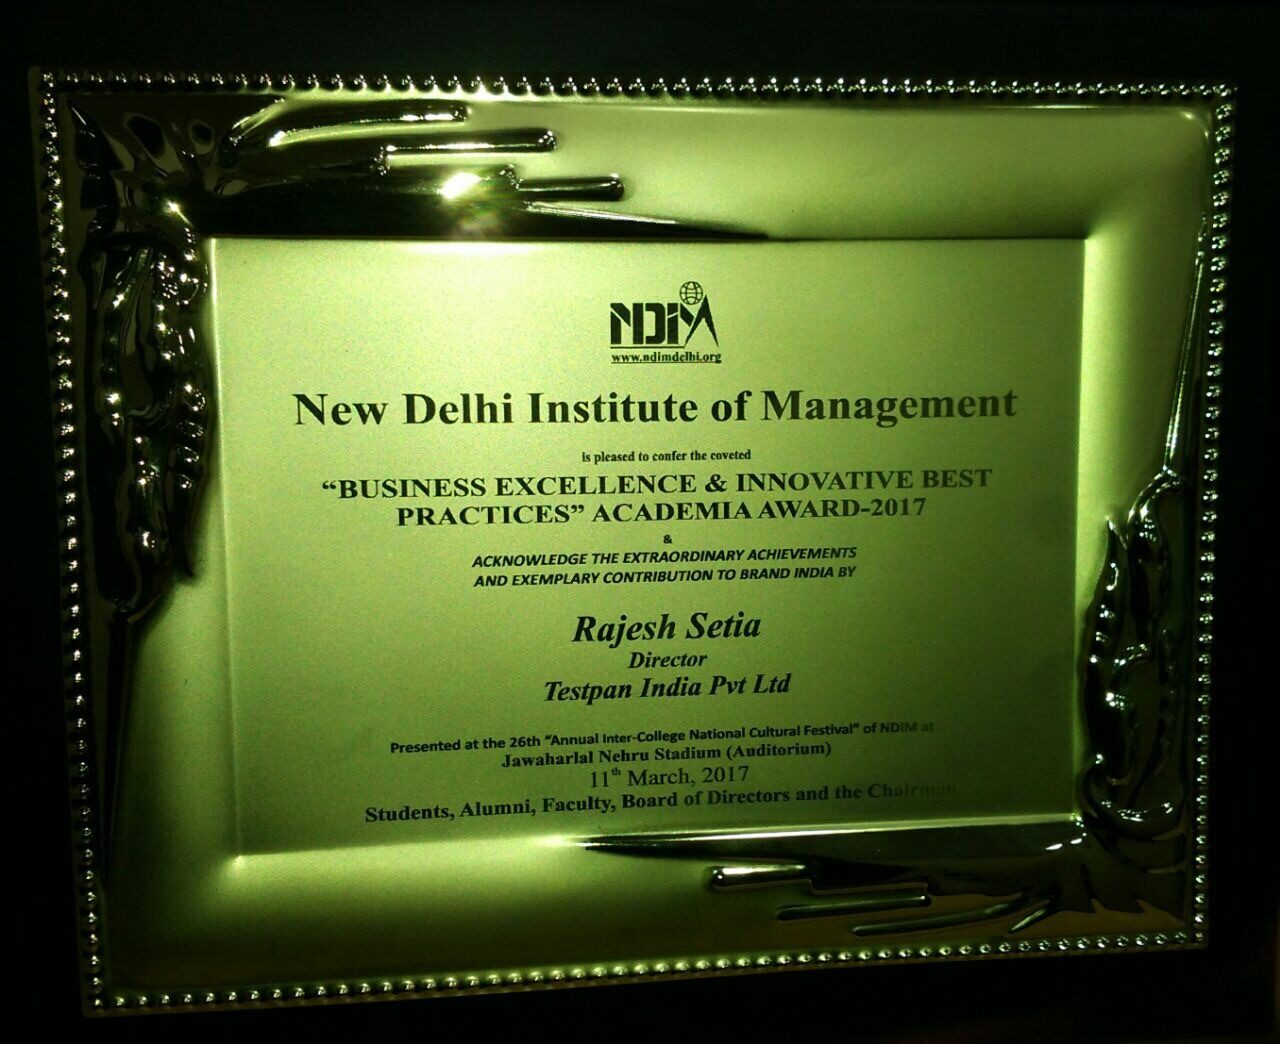 NDIM
www.ndimdelhi.org
New Delhi Institute of Management
is pleased to confer the coveted
“BUSINESS EXCELLENCE & INNOVATIVE BEST
PRACTICES” ACADEMIA AWARD-2017
&
ACKNOWLEDGE THE EXTRAORDINARY ACHIEVEMENTS
AND EXEMPLARY CONTRIBUTION TO BRAND INDIA BY
Rajesh Setia
Director
Testpan India Pvt Ltd
Presented at the 26th “Annual Inter-College National Cultural Festival” of NDIM at
Jawaharlal Nehru Stadium (Auditorium)
11th March, 2017
Students, Alumni, Faculty, Board of Directors and the Chairman